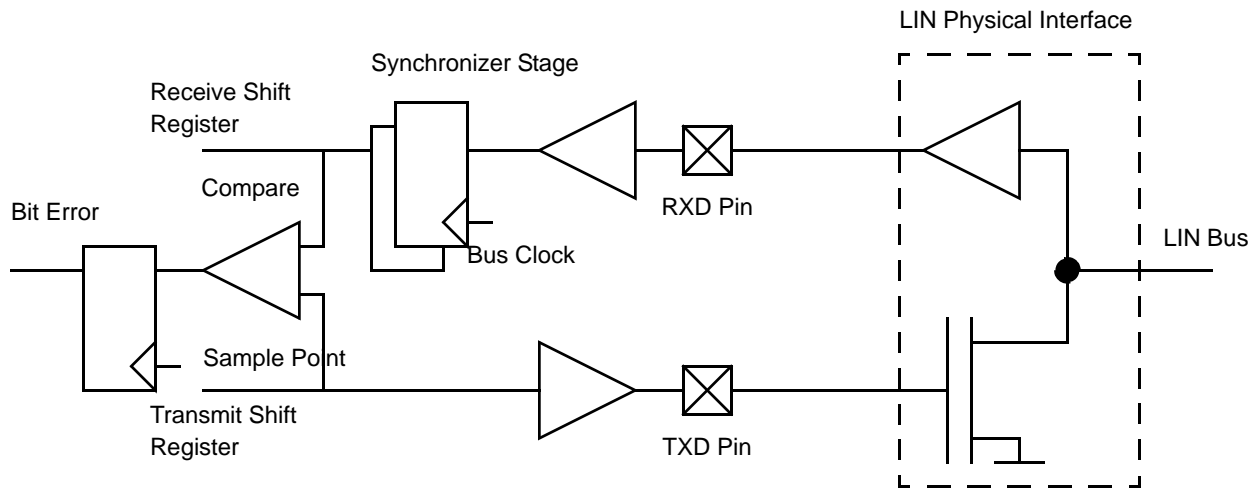 LIN Physical Interface
Synchronizer Stage
Receive Shift
Register
Compare
RXD Pin
Bit Error
LIN Bus
Bus Clock
Sample Point
Transmit Shift
Register
TXD Pin